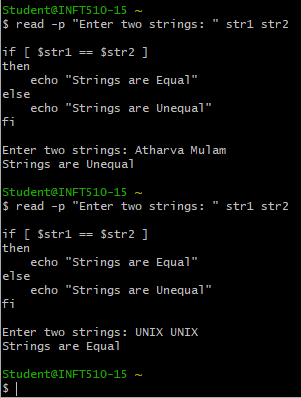 Student@INFT510-15 ~
$ read -p "Enter two strings: " str1 str2
if [ $str1 == $str2 ]
then
    echo "Strings are Equal"
else
    echo "Strings are Unequal"
fi
Enter two strings: Atharva Mulam
Strings are Unequal
Student@INFT510-15 ~
$ read -p "Enter two strings: " str1 str2
if [ $str1 == $str2 ]
then
    echo "Strings are Equal"
else
    echo "Strings are Unequal"
fi
Enter two strings: UNIX UNIX
Strings are Equal
Student@INFT510-15 ~
$